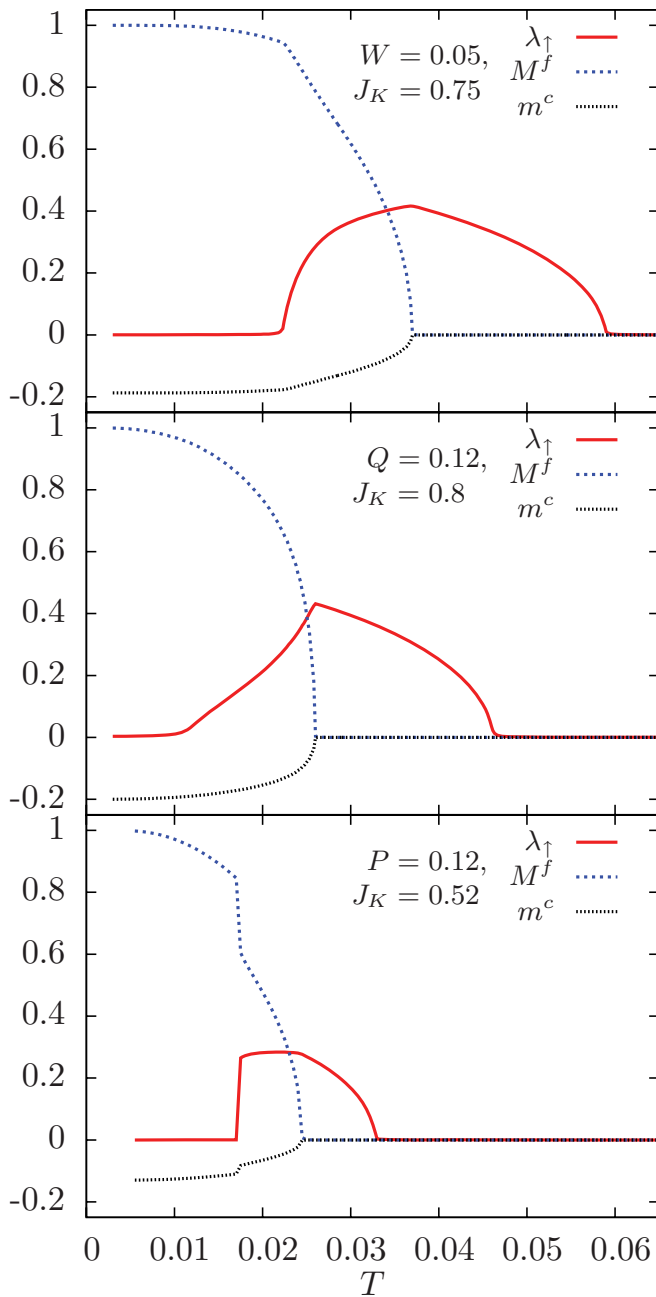 1
0.8
0.6
0.4
0.2
0
-0.2
W = 0.05,
J_K = 0.75
λ↑
M^f
m^c
1
0.8
0.6
0.4
0.2
0
-0.2
Q = 0.12,
J_K = 0.8
λ↑
M^f
m^c
1
0.8
0.6
0.4
0.2
0
-0.2
P = 0.12,
J_K = 0.52
λ↑
M^f
m^c
0 0.01 0.02 0.03 0.04 0.05 0.06
T